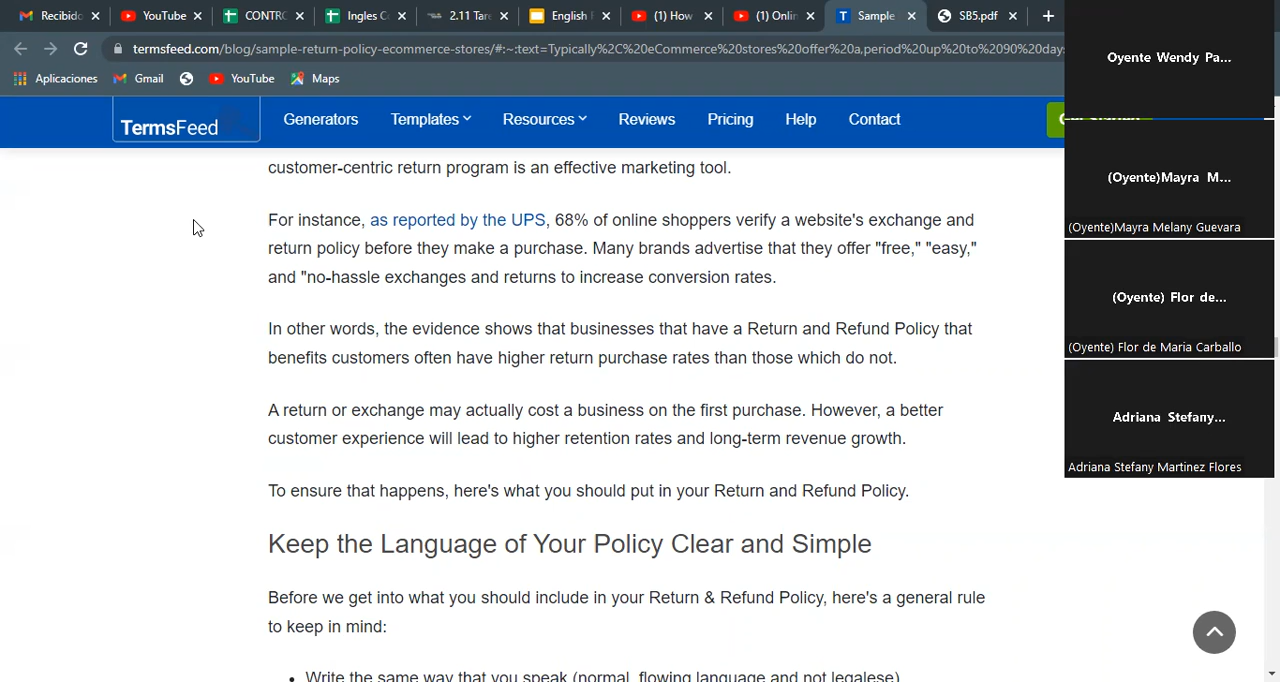 Recibido
YouTube
CONTRO
Ingles C
2.11 Tare
English F
(1) How
(1) Onlin
Sample
SB5.pdf
termsfeed.com/blog/sample-return-policy-ecommerce-stores/#:~:text=Typically%2C%20eCommerce%20stores%20offer%20a,period%20up%20to%2090%20day
Aplicaciones
Gmail
YouTube
Maps
TermsFeed
Generators
Templates
Resources
Reviews
Pricing
Help
Contact
customer-centric return program is an effective marketing tool.
For instance, as reported by the UPS, 68% of online shoppers verify a website's exchange and
return policy before they make a purchase. Many brands advertise that they offer "free," "easy,"
and "no-hassle exchanges and returns to increase conversion rates.
In other words, the evidence shows that businesses that have a Return and Refund Policy that
benefits customers often have higher return purchase rates than those which do not.
A return or exchange may actually cost a business on the first purchase. However, a better
customer experience will lead to higher retention rates and long-term revenue growth.
To ensure that happens, here's what you should put in your Return and Refund Policy.
Keep the Language of Your Policy Clear and Simple
Before we get into what you should include in your Return & Refund Policy, here's a general rule
to keep in mind:
• Write the same way that you speak (normal, flowing language and not legalese)
Oyente Wendy Pa...
(Oyente)Mayra M...
(Oyente)Mayra Melany Guevara
(Oyente) Flor de...
(Oyente) Flor de Maria Carballo
Adriana Stefany...
Adriana Stefany Martinez Flores